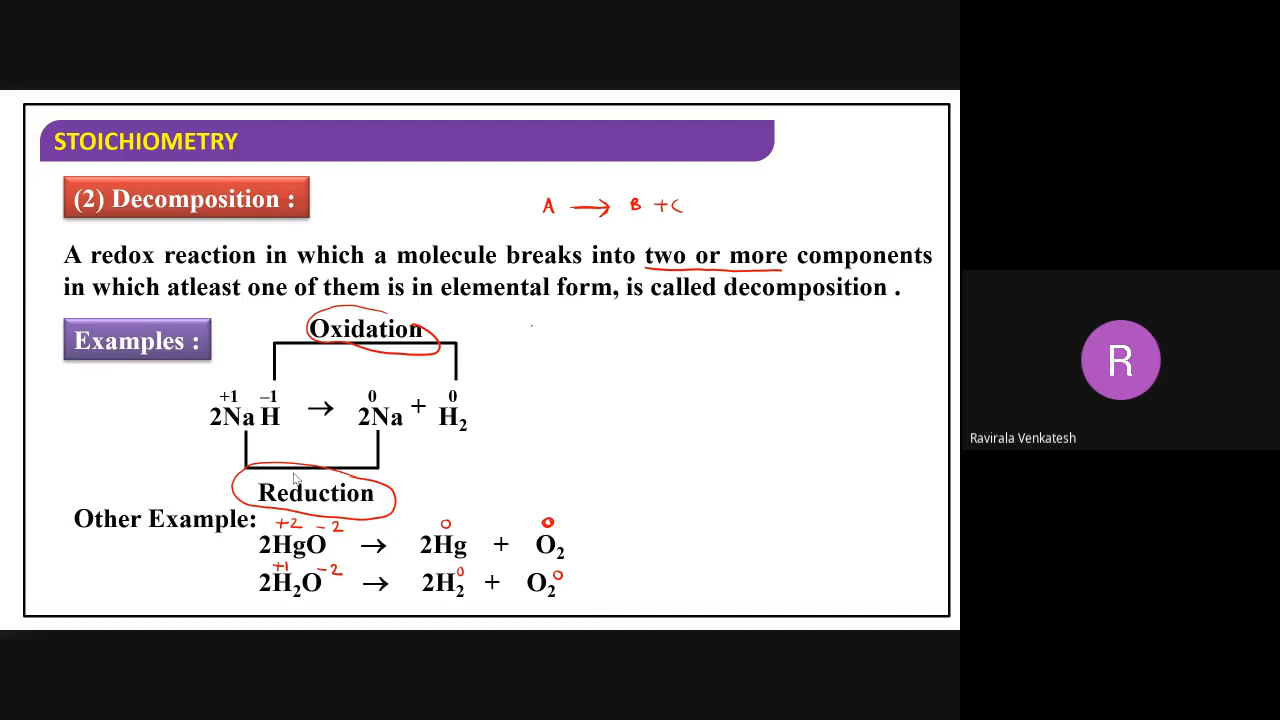 STOICHIOMETRY
(2) Decomposition :
A → B + C
A redox reaction in which a molecule breaks into two or more components
in which atleast one of them is in elemental form, is called decomposition .
Examples :
Oxidation
+1 –1 0 0
2Na H → 2Na + H₂
Reduction
Other Example:
+2 -2 0 0
2HgO → 2Hg + O₂
+1 -2 0 0
2H₂O → 2H₂ + O₂
R
Ravirala Venkatesh